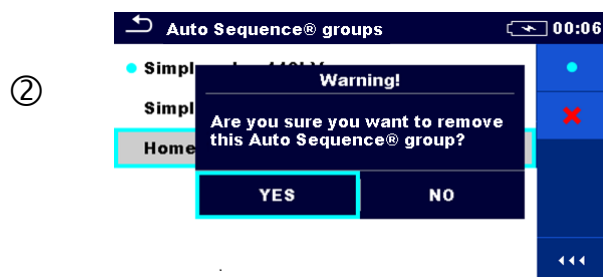 Auto Sequence® groups 00:06
②
Simpl
Warning!
Simpl
Are you sure you want to remove
this Auto Sequence® group?
Home
YES NO